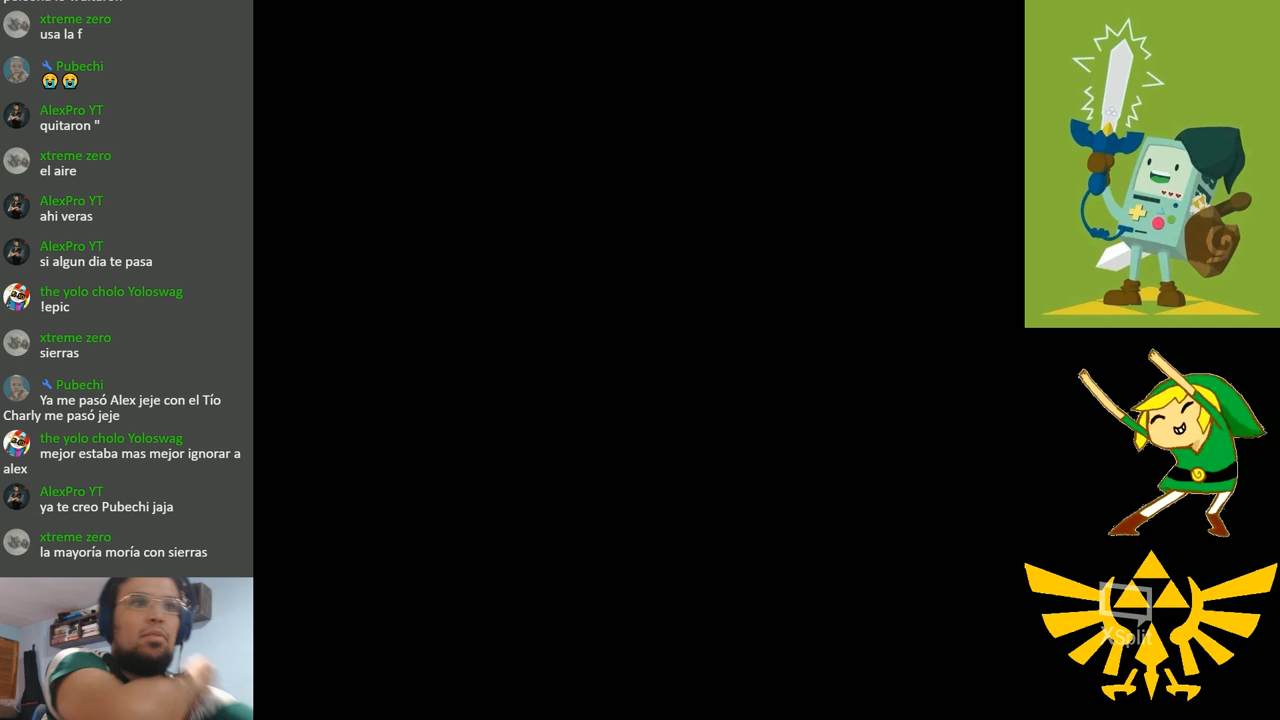 xtreme zero
usa la f
Pubechi
😭 😭
AlexPro YT
quitaron "
xtreme zero
el aire
AlexPro YT
ahi veras
AlexPro YT
si algun dia te pasa
the yolo cholo Yoloswag
!epic
xtreme zero
sierras
Pubechi
Ya me pasó Alex jeje con el Tío
Charly me pasó jeje
the yolo cholo Yoloswag
mejor estaba mas mejor ignorar a
alex
AlexPro YT
ya te creo Pubechi jaja
xtreme zero
la mayoría moría con sierras
XSplit